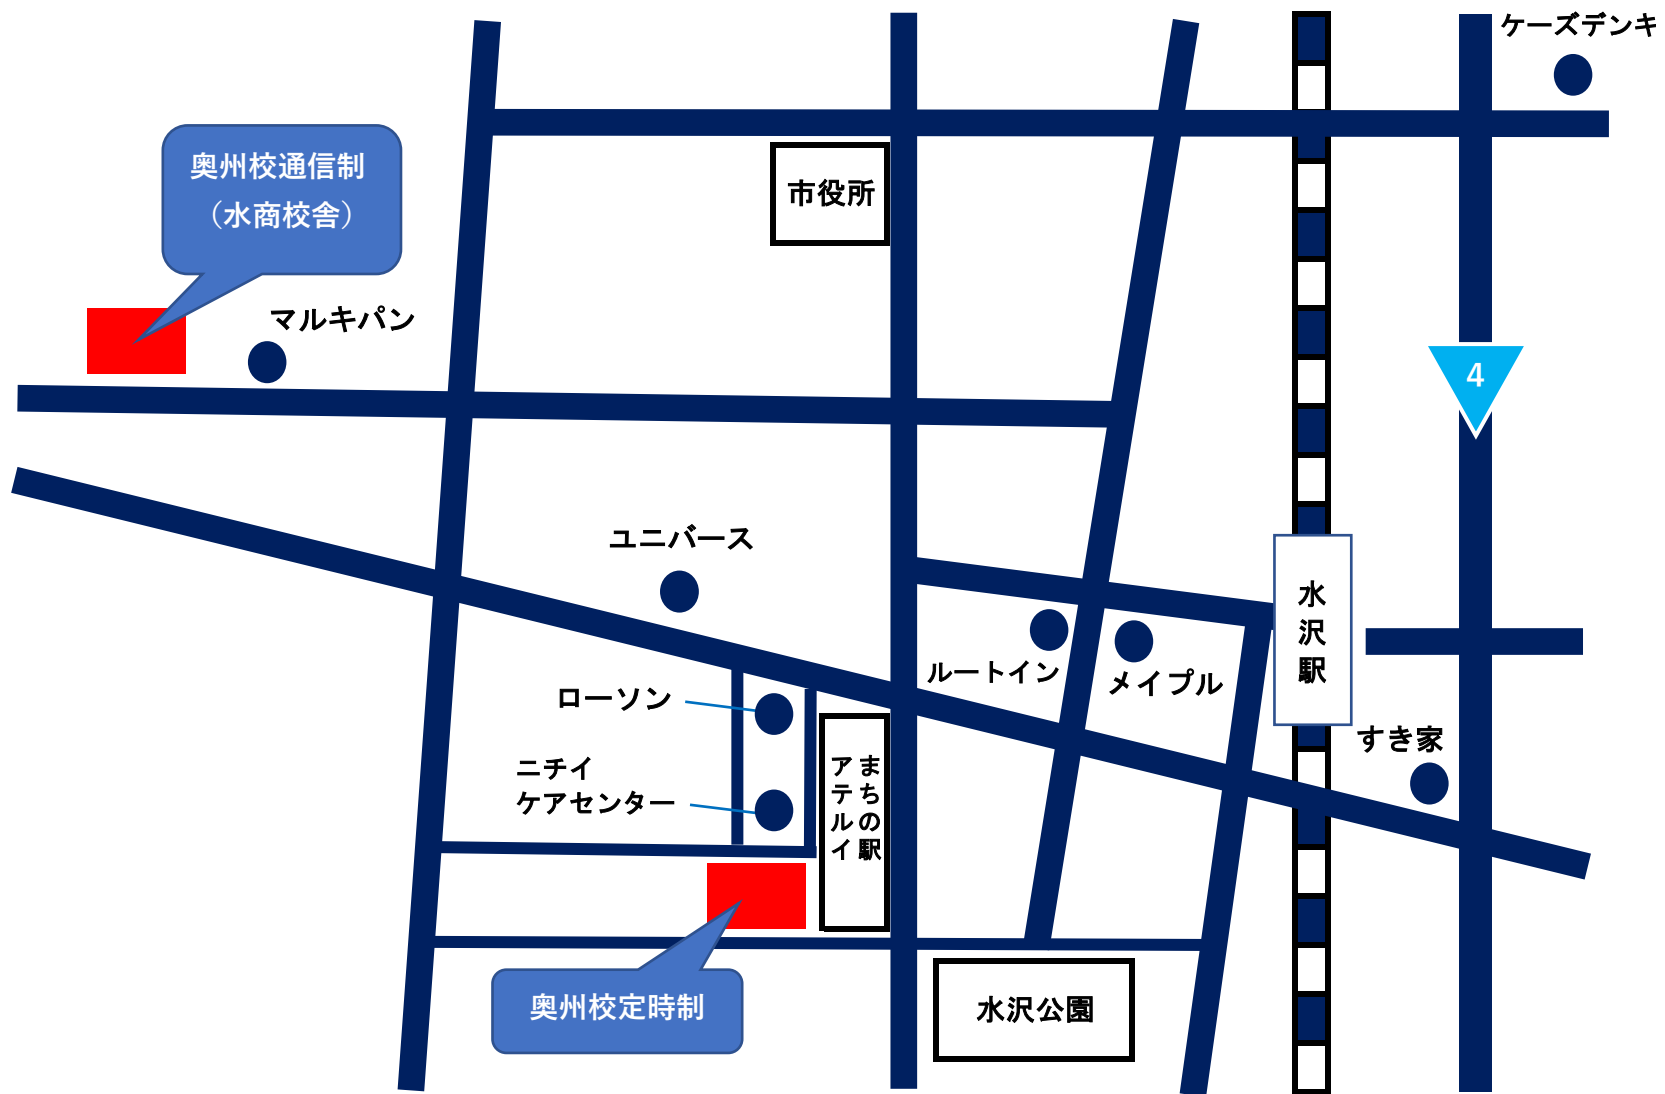 ケーズデンキ
奥州校通信制
（水商校舎）
市役所
マルキパン
4
ユニバース
水沢駅
ルートイン
メイプル
ローソン
すき家
ニチイ
ケアセンター
まちの駅
アテルイ
奥州校定時制
水沢公園